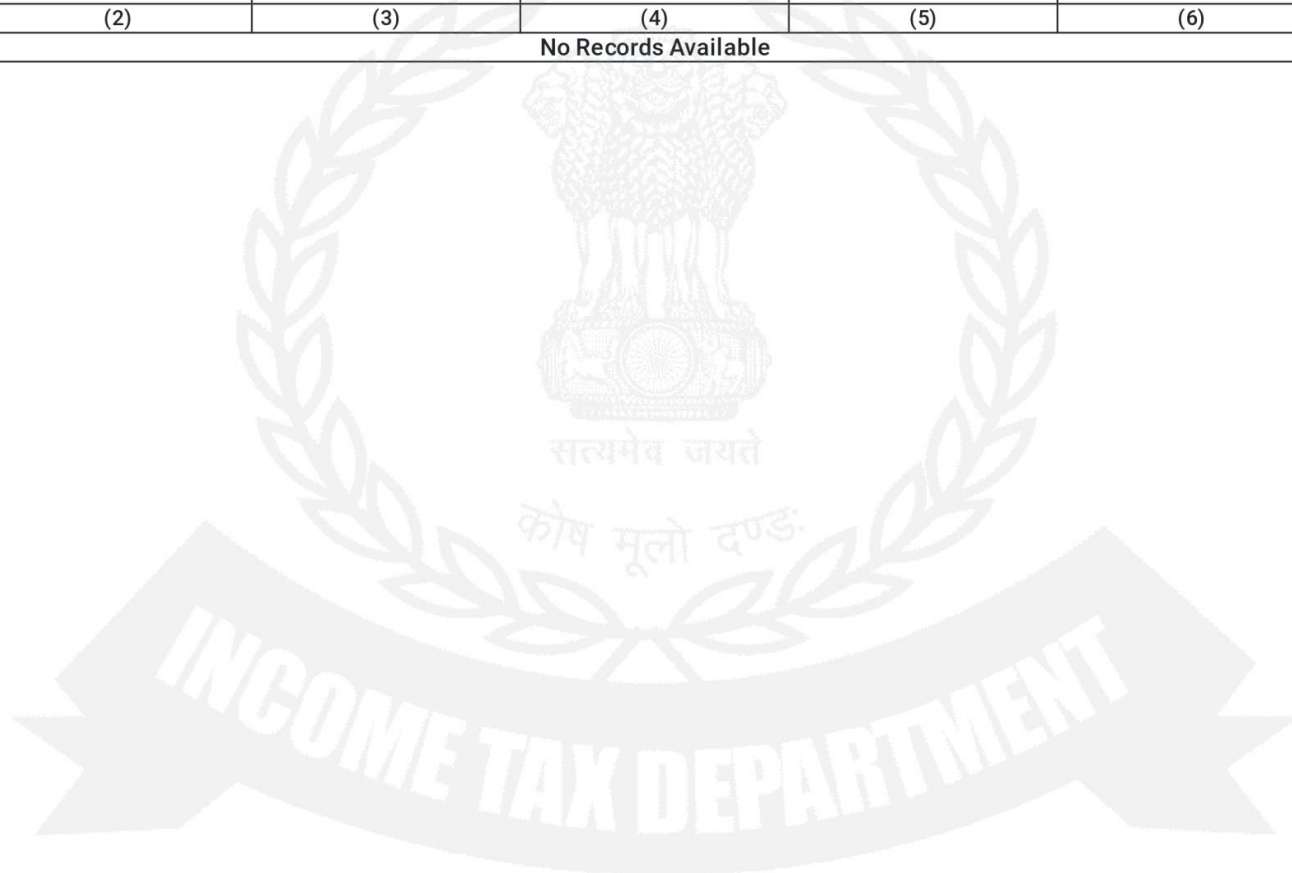 (2) (3) (4) (5) (6)
No Records Available
सत्यमेव जयते
कोष मूलो दण्ड:
INCOME TAX DEPARTMENT